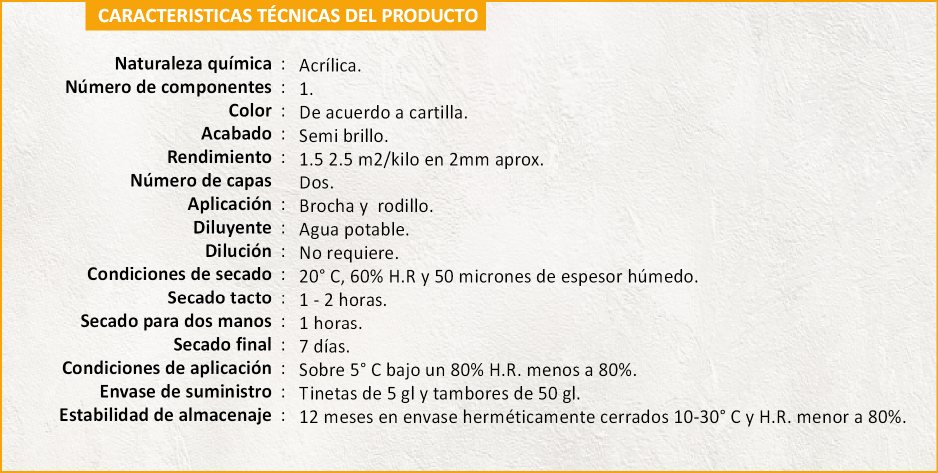 CARACTERISTICAS TÉCNICAS DEL PRODUCTO
Naturaleza química : Acrílica.
Número de componentes : 1.
Color : De acuerdo a cartilla.
Acabado : Semi brillo.
Rendimiento : 1.5 2.5 m2/kilo en 2mm aprox.
Número de capas Dos.
Aplicación : Brocha y rodillo.
Diluyente : Agua potable.
Dilución : No requiere.
Condiciones de secado : 20° C, 60% H.R y 50 micrones de espesor húmedo.
Secado tacto : 1 - 2 horas.
Secado para dos manos : 1 horas.
Secado final : 7 días.
Condiciones de aplicación : Sobre 5° C bajo un 80% H.R. menos a 80%.
Envase de suministro : Tinetas de 5 gl y tambores de 50 gl.
Estabilidad de almacenaje : 12 meses en envase herméticamente cerrados 10-30° C y H.R. menor a 80%.